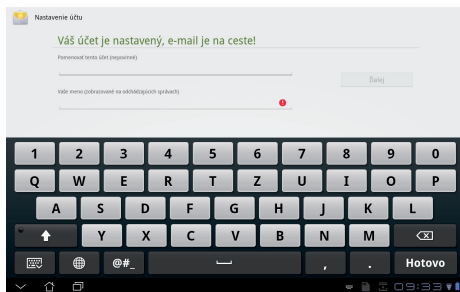 Nastavenie účtu
Váš účet je nastavený, e-mail je na ceste!
Pomenovať tento účet (nepovinné)
Ďalej
Vaše meno (zobrazované na odchádzajúcich správach)
1 2 3 4 5 6 7 8 9 0
Q W E R T Z U I O P
A S D F G H J K L
Y X C V B N M
@#_ , . Hotovo
09:33